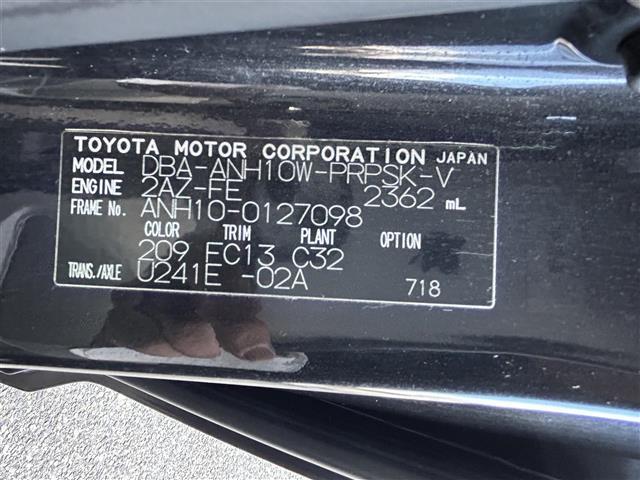 TOYOTA MOTOR CORPORATION JAPAN
MODEL DBA-ANH10W-PRPSK-V
ENGINE 2AZ-FE 2362 mL
FRAME No. ANH10-0127098
COLOR TRIM PLANT OPTION
209 EC13 C32
TRANS./AXLE U241E -02A 718